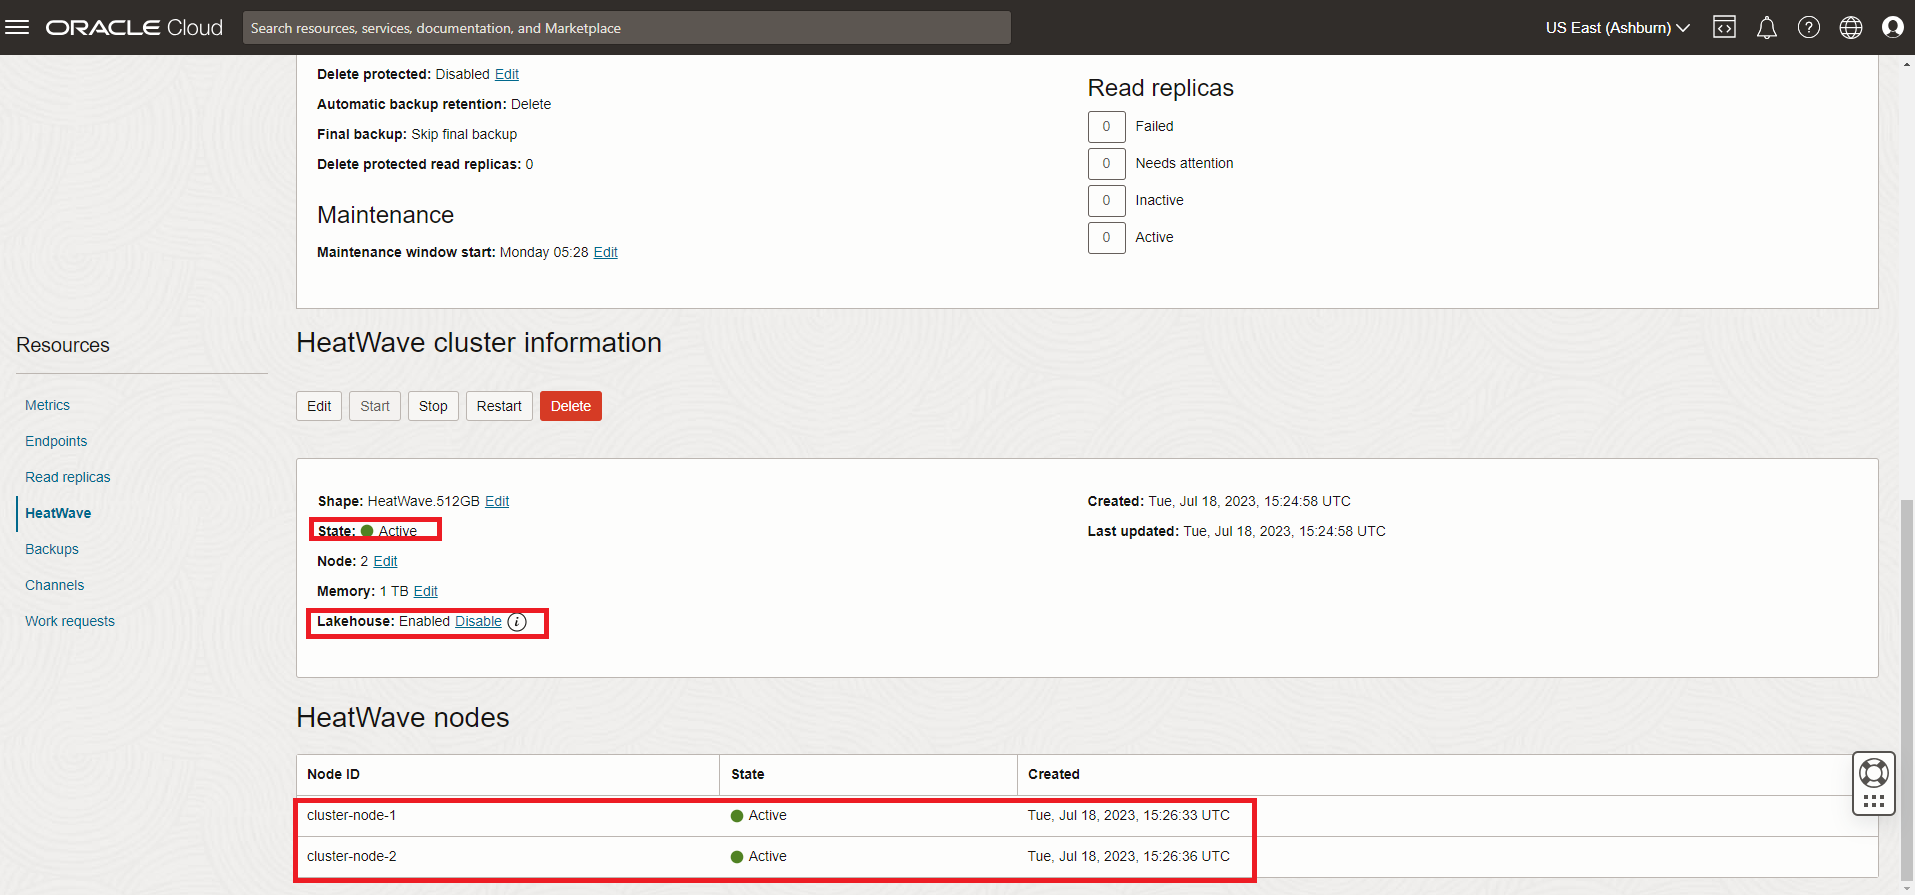 ORACLE Cloud
Search resources, services, documentation, and Marketplace
US East (Ashburn)
Delete protected: Disabled Edit
Automatic backup retention: Delete
Final backup: Skip final backup
Delete protected read replicas: 0
Maintenance
Maintenance window start: Monday 05:28 Edit
Read replicas
0 Failed
0 Needs attention
0 Inactive
0 Active
Resources
Metrics
Endpoints
Read replicas
HeatWave
Backups
Channels
Work requests
HeatWave cluster information
Edit Start Stop Restart Delete
Shape: HeatWave.512GB Edit
State: Active
Node: 2 Edit
Memory: 1 TB Edit
Lakehouse: Enabled Disable i
Created: Tue, Jul 18, 2023, 15:24:58 UTC
Last updated: Tue, Jul 18, 2023, 15:24:58 UTC
HeatWave nodes
Node ID State Created
cluster-node-1 Active Tue, Jul 18, 2023, 15:26:33 UTC
cluster-node-2 Active Tue, Jul 18, 2023, 15:26:36 UTC